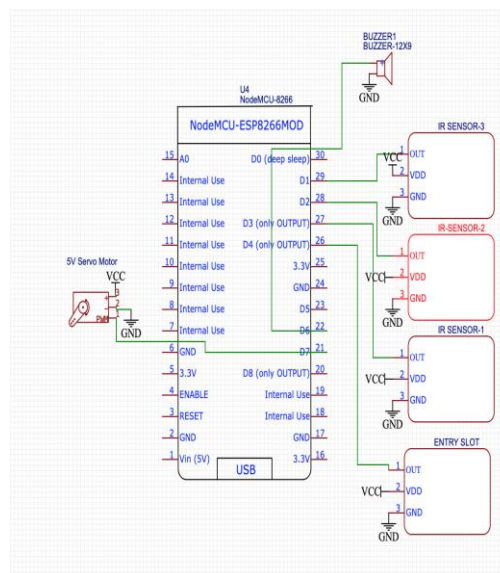 BUZZER1
BUZZER-12X9
GND
U4
NodeMCU-8266
NodeMCU-ESP8266MOD
15 A0
14 Internal Use
13 Internal Use
12 Internal Use
11 Internal Use
10 Internal Use
9 Internal Use
8 Internal Use
7 Internal Use
6 GND
5 3.3V
4 ENABLE
3 RESET
2 GND
1 Vin (5V)
D0 (deep sleep) 30
D1 29
D2 28
D3 (only OUTPUT) 27
D4 (only OUTPUT) 26
3.3V 25
GND 24
D5 23
D6 22
D7 21
D8 (only OUTPUT) 20
Internal Use 19
Internal Use 18
GND 17
3.3V 16
USB
5V Servo Motor
VCC
+ 3
- 2
PWM 1
GND
IR SENSOR-3
1 OUT
VCC 2 VDD
3 GND
GND
IR-SENSOR-2
1 OUT
VCC 2 VDD
3 GND
GND
IR SENSOR-1
1 OUT
VCC 2 VDD
3 GND
GND
ENTRY SLOT
1 OUT
VCC 2 VDD
3 GND
GND